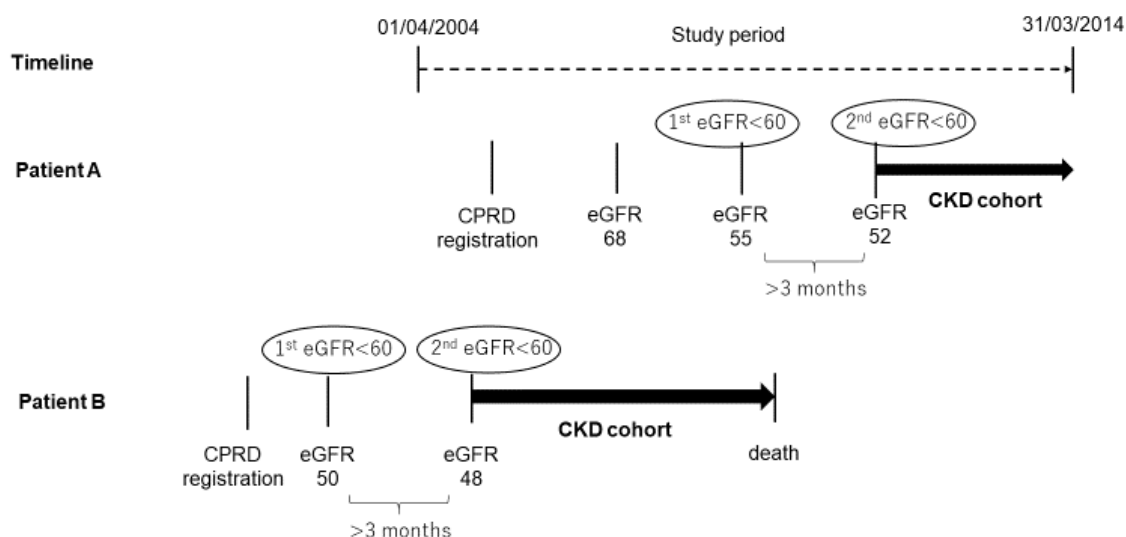 01/04/2004
Study period
31/03/2014
Timeline
1st eGFR<60
2nd eGFR<60
Patient A
CKD cohort
CPRD
registration
eGFR
68
eGFR
55
eGFR
52
>3 months
1st eGFR<60
2nd eGFR<60
Patient B
CKD cohort
CPRD
registration
eGFR
50
eGFR
48
death
>3 months